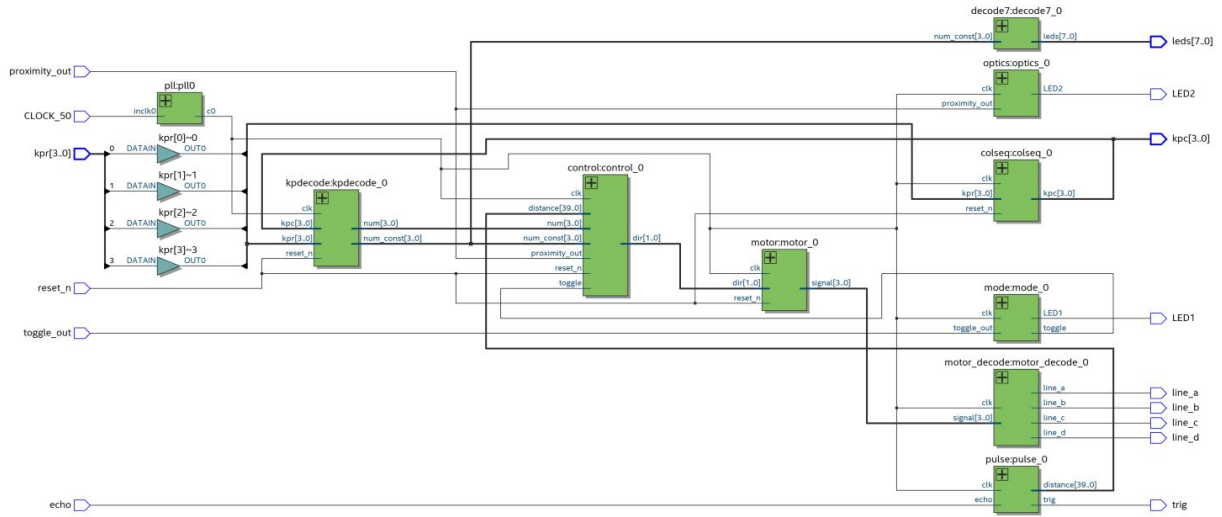 decode7:decode7_0
num_const[3..0]
leds[7..0]
leds[7..0]
optics:optics_0
clk
LED2
proximity_out
LED2
proximity_out
pll:pll0
inclk0
c0
CLOCK_50
kpr[3..0]
kpr[0]~0
0
DATAIN
OUT0
kpr[1]~1
1
DATAIN
OUT0
kpr[2]~2
2
DATAIN
OUT0
kpr[3]~3
3
DATAIN
OUT0
kpdecode:kpdecode_0
clk
kpc[3..0]
num[3..0]
kpr[3..0]
num_const[3..0]
reset_n
reset_n
toggle_out
control:control_0
clk
distance[39..0]
num[3..0]
num_const[3..0]
dir[1..0]
proximity_out
reset_n
toggle
motor:motor_0
clk
dir[1..0]
signal[3..0]
reset_n
kpc[3..0]
colseq:colseq_0
clk
kpr[3..0]
kpc[3..0]
reset_n
mode:mode_0
clk
LED1
toggle_out
toggle
LED1
motor_decode:motor_decode_0
line_a
clk
line_b
signal[3..0]
line_c
line_d
line_a
line_b
line_c
line_d
pulse:pulse_0
clk
distance[39..0]
echo
trig
echo
trig